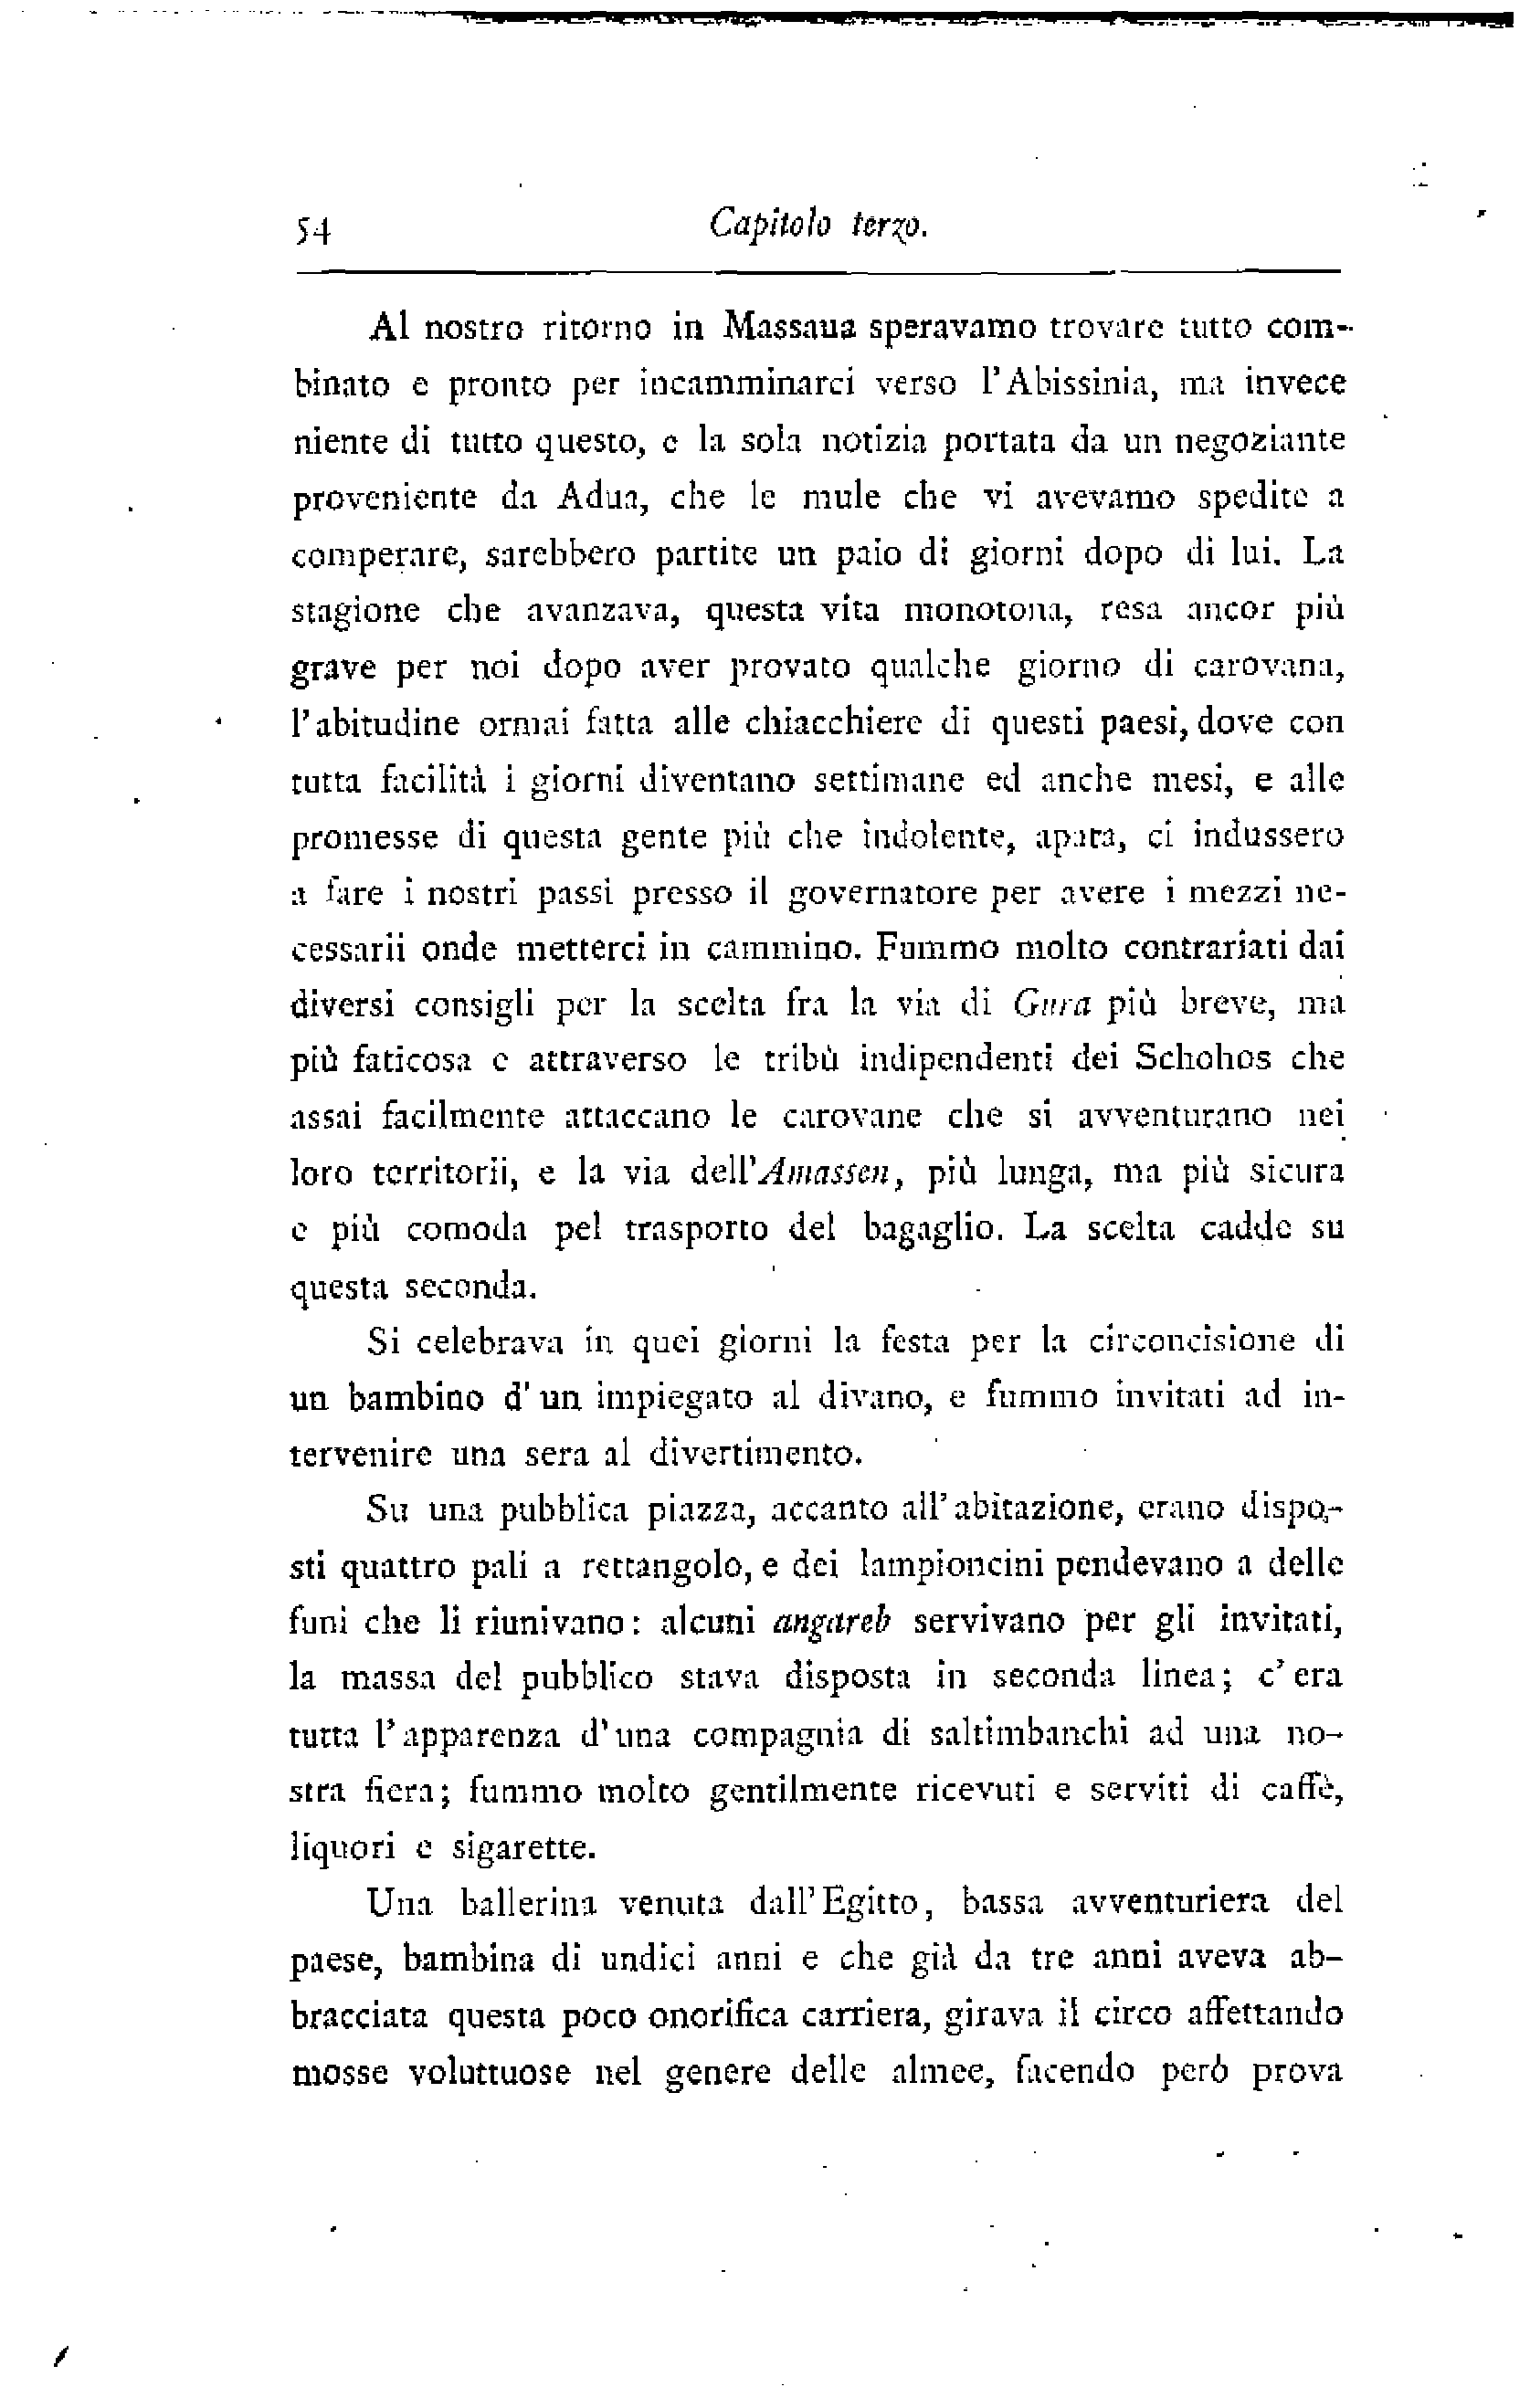 54 Capitolo terzo.
Al nostro ritorno in Massaua speravamo trovare tutto com-
binato e pronto per incamminarci verso l'Abissinia, ma invece
niente di tutto questo, e la sola notizia portata da un negoziante
proveniente da Adua, che le mule che vi avevamo spedite a
comperare, sarebbero partite un paio di giorni dopo di lui. La
stagione che avanzava, questa vita monotona, resa ancor più
grave per noi dopo aver provato qualche giorno di carovana,
l'abitudine ormai fatta alle chiacchiere di questi paesi, dove con
tutta facilità i giorni diventano settimane ed anche mesi, e alle
promesse di questa gente più che indolente, apata, ci indussero
a fare i nostri passi presso il governatore per avere i mezzi ne-
cessarii onde metterci in cammino. Fummo molto contrariati dai
diversi consigli per la scelta fra la via di Gura più breve, ma
più faticosa e attraverso le tribù indipendenti dei Schohos che
assai facilmente attaccano le carovane che si avventurano nei
loro territorii, e la via dell'Amassen, più lunga, ma più sicura
e più comoda pel trasporto del bagaglio. La scelta cadde su
questa seconda.
Si celebrava in quei giorni la festa per la circoncisione di
un bambino d'un impiegato al divano, e fummo invitati ad in-
tervenire una sera al divertimento.
Su una pubblica piazza, accanto all'abitazione, erano dispo-
sti quattro pali a rettangolo, e dei lampioncini pendevano a delle
funi che li riunivano: alcuni angareb servivano per gli invitati,
la massa del pubblico stava disposta in seconda linea; c'era
tutta l'apparenza d'una compagnia di saltimbanchi ad una no-
stra fiera; fummo molto gentilmente ricevuti e serviti di caffè,
liquori e sigarette.
Una ballerina venuta dall'Egitto, bassa avventuriera del
paese, bambina di undici anni e che già da tre anni aveva ab-
bracciata questa poco onorifica carriera, girava il circo affettando
mosse voluttuose nel genere delle almee, facendo però prova